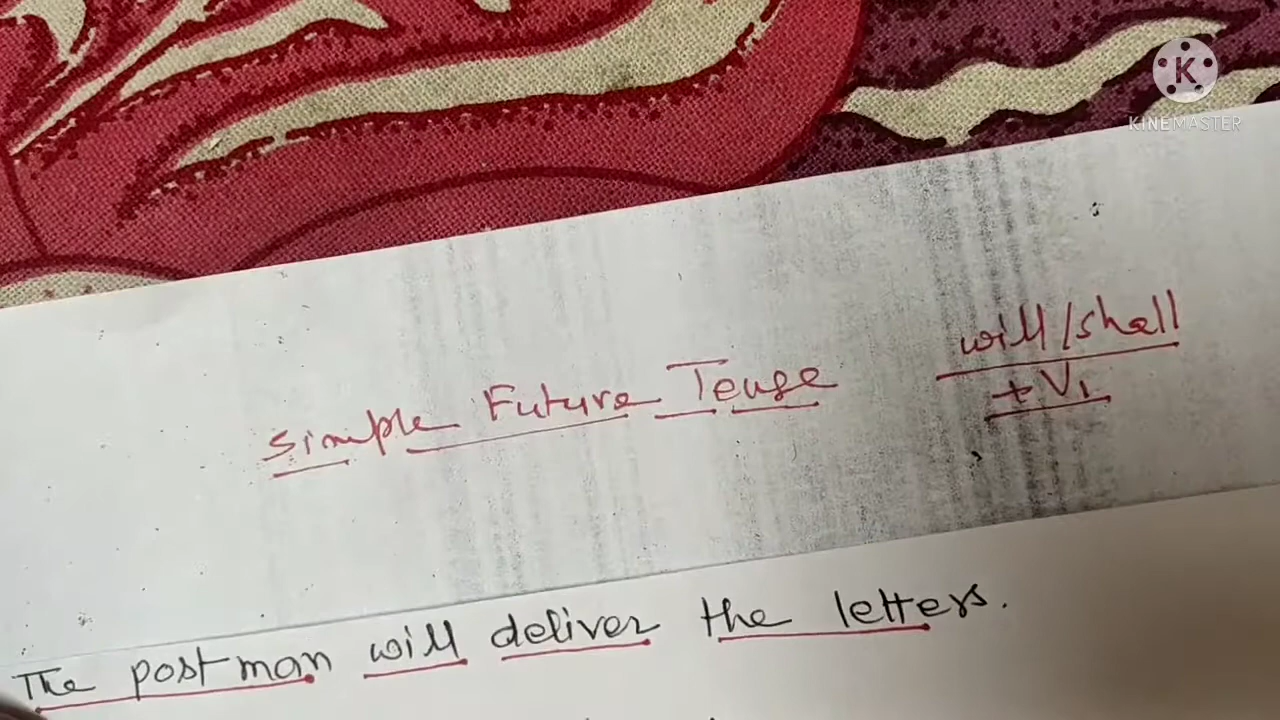 K
KINEMASTER
Simple Future Tense
will/shall
+V1
The postman will deliver the letters.